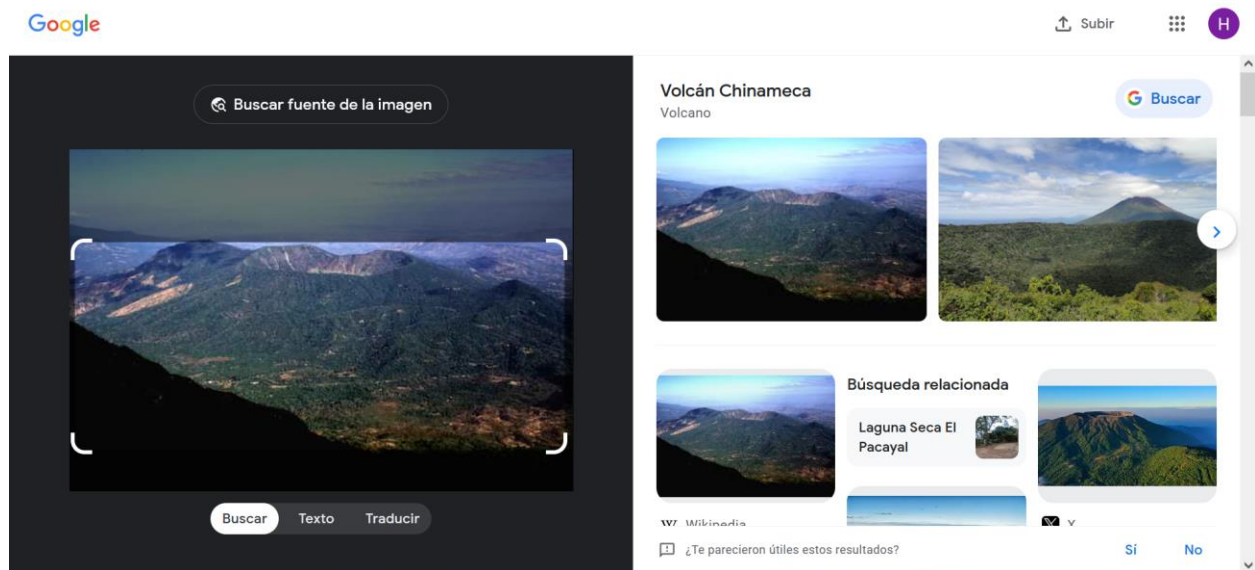 Google
Subir
H
Buscar fuente de la imagen
Buscar
Texto
Traducir
Volcán Chinameca
Volcano
G Buscar
Búsqueda relacionada
Laguna Seca El
Pacayal
W Wikipedia
X X
¿Te parecieron útiles estos resultados?
Sí
No